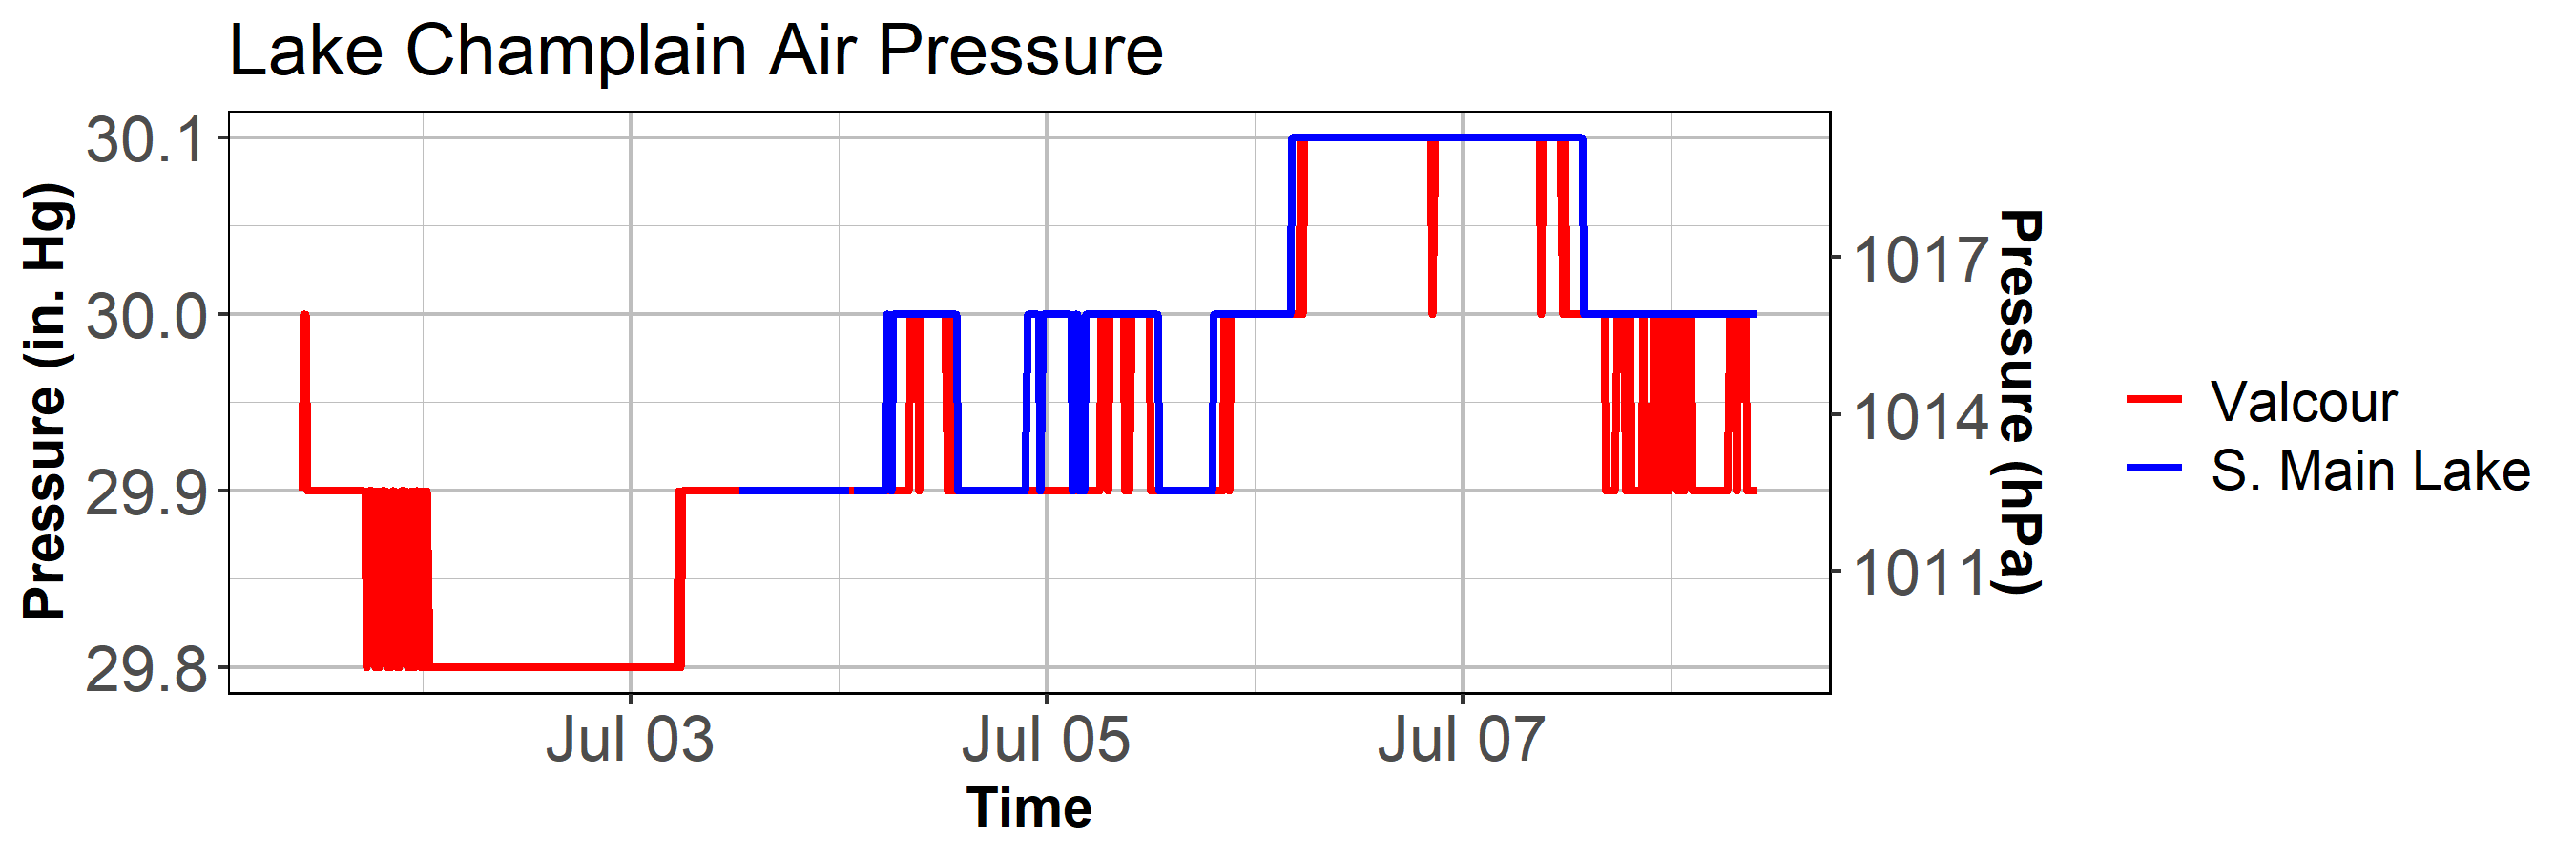 Lake Champlain Air Pressure
30.1
30.0
29.9
29.8
Pressure (in. Hg)
1017
1014
1011
Pressure (hPa)
Jul 03
Jul 05
Jul 07
Time
Valcour
S. Main Lake